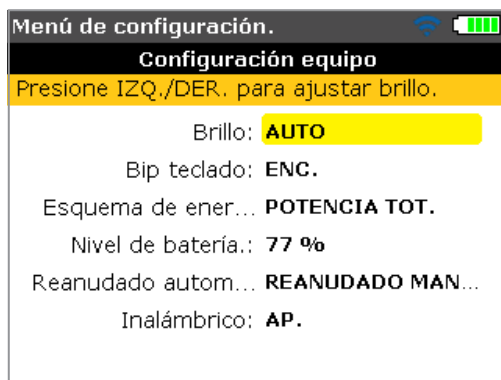 Menú de configuración.
Configuración equipo
Presione IZQ./DER. para ajustar brillo.
Brillo: AUTO
Bip teclado: ENC.
Esquema de ener... POTENCIA TOT.
Nivel de batería.: 77 %
Reanudado autom... REANUDADO MAN...
Inalámbrico: AP.